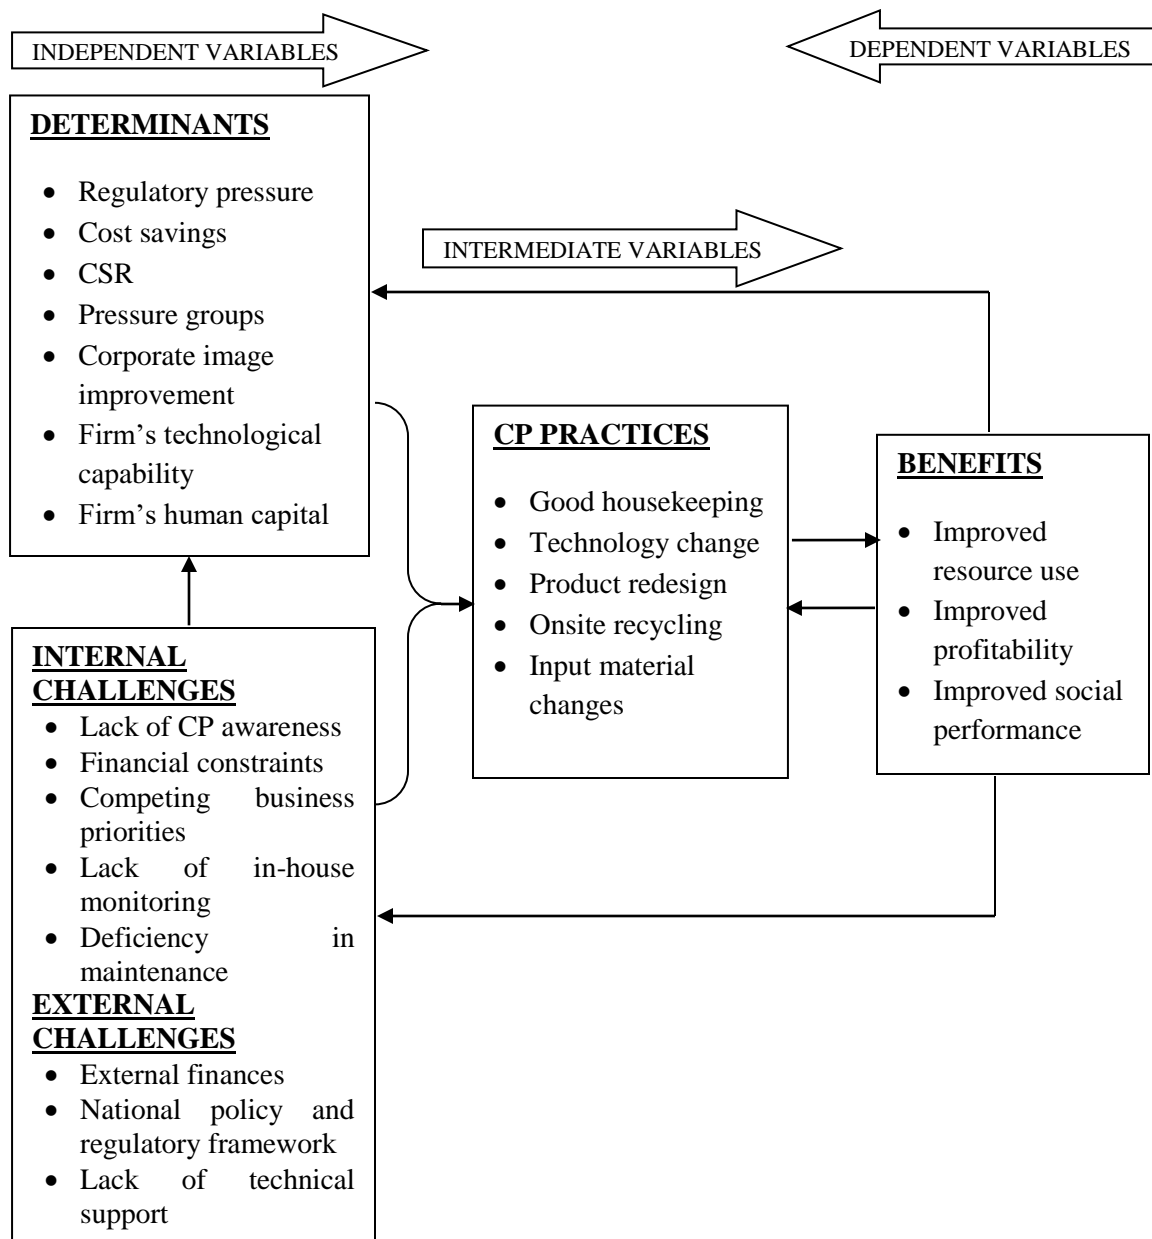 INDEPENDENT VARIABLES
DEPENDENT VARIABLES
DETERMINANTS
• Regulatory pressure
• Cost savings
• CSR
• Pressure groups
• Corporate image
improvement
• Firm’s technological
capability
• Firm’s human capital
INTERMEDIATE VARIABLES
CP PRACTICES
• Good housekeeping
• Technology change
• Product redesign
• Onsite recycling
• Input material
changes
BENEFITS
• Improved
resource use
• Improved
profitability
• Improved social
performance
INTERNAL
CHALLENGES
• Lack of CP awareness
• Financial constraints
• Competing business
priorities
• Lack of in-house
monitoring
• Deficiency in
maintenance
EXTERNAL
CHALLENGES
• External finances
• National policy and
regulatory framework
• Lack of technical
support